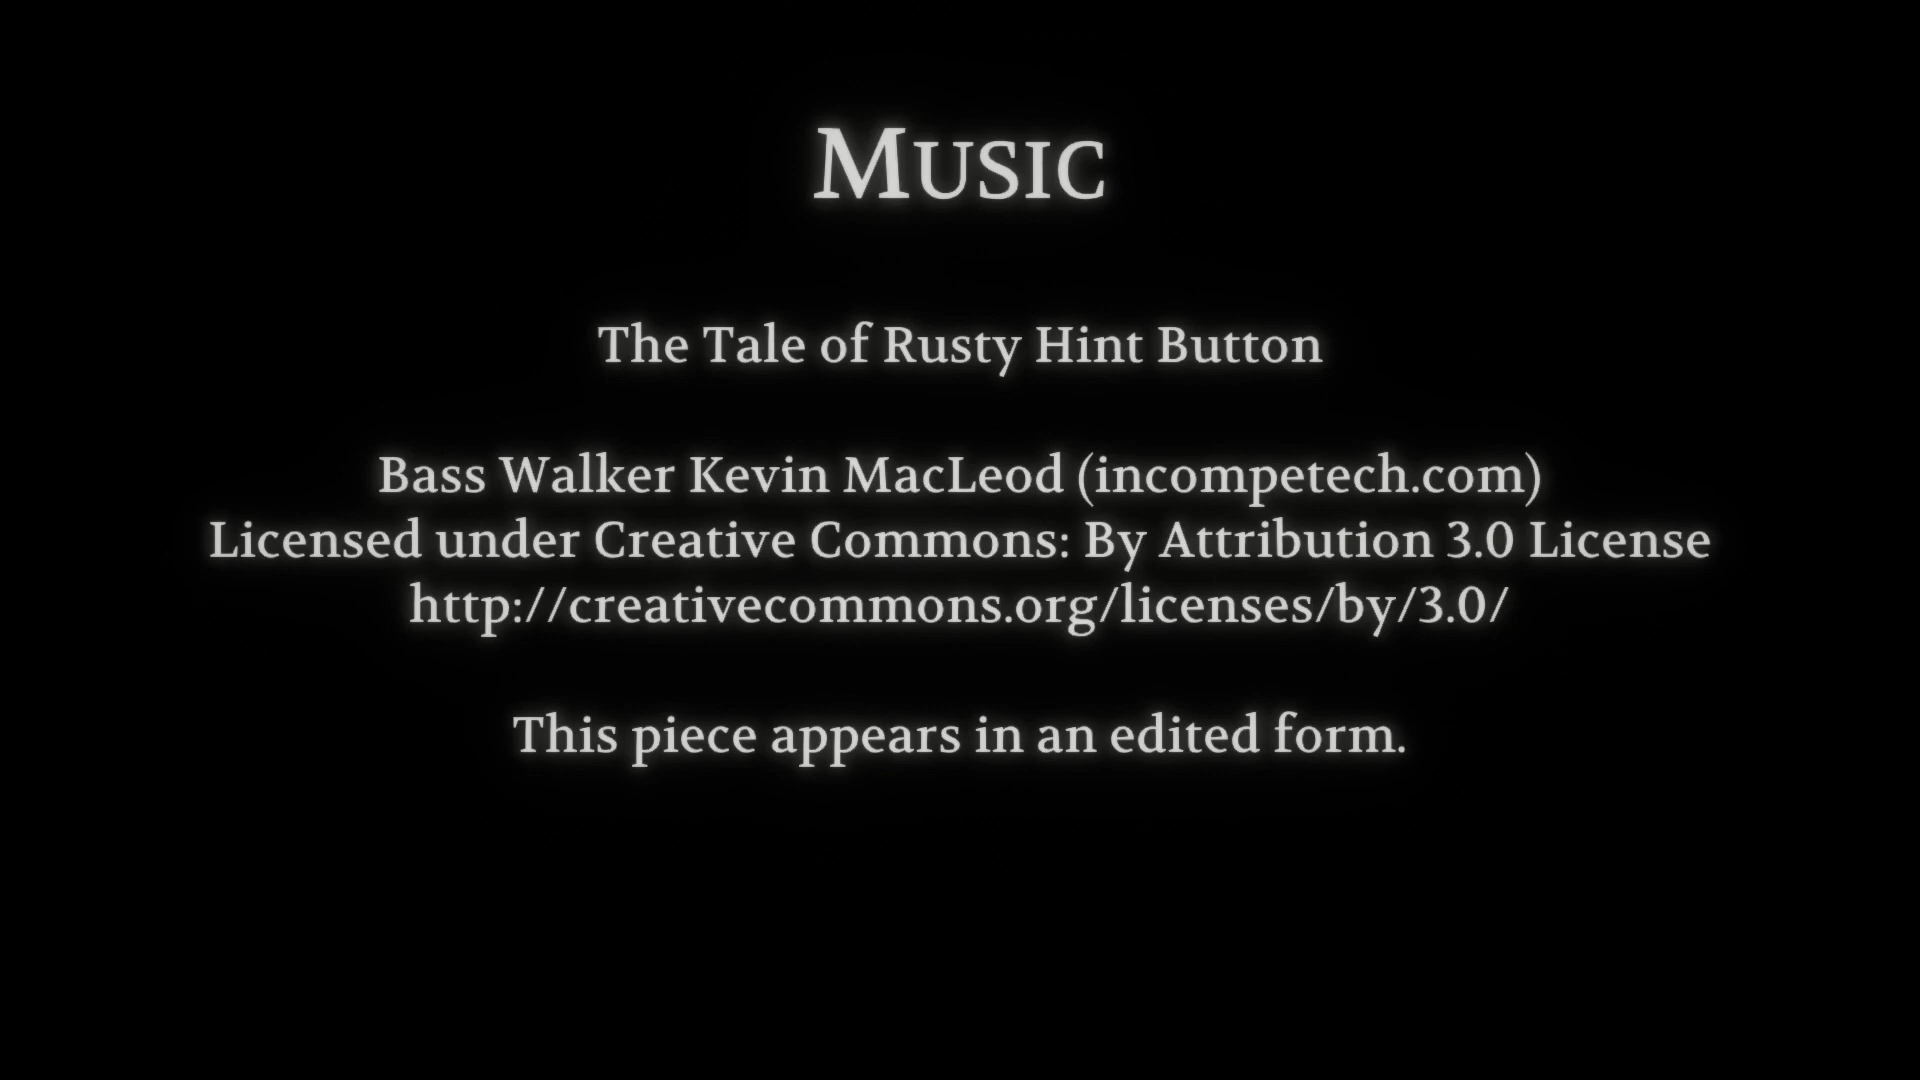 Music
The Tale of Rusty Hint Button
Bass Walker Kevin MacLeod (incompetech.com)
Licensed under Creative Commons: By Attribution 3.0 License
http://creativecommons.org/licenses/by/3.0/
This piece appears in an edited form.